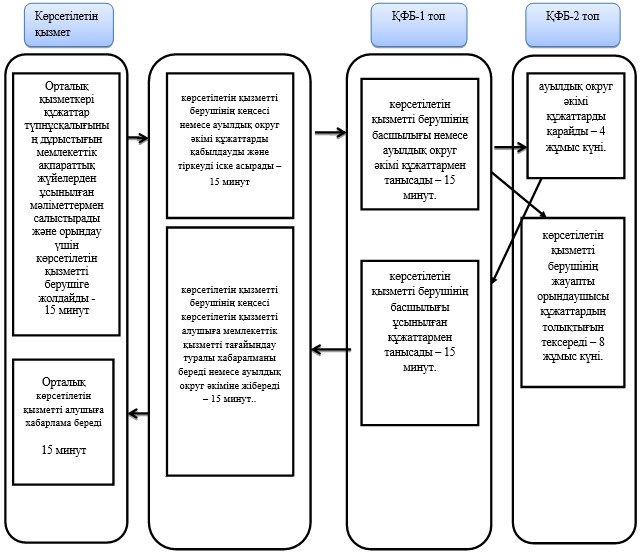 Көрсетілетін
қызмет
ҚФБ-1 топ
ҚФБ-2 топ
Орталық
қызметкері
құжаттар
түпнұсқалығыны
ң дұрыстығын
мемлекеттік
ақпараттық
жүйелерден
ұсынылған
мәліметтермен
салыстырады
және орындау
үшін
көрсетілетін
қызметті
берушіге
жолдайды -
15 минут
Орталық
көрсетілетін
қызметті алушыға
хабарлама береді
15 минут
көрсетілетін қызметті
берушінің кеңсесі
немесе ауылдық округ
әкімі құжаттарды
қабылдауды және
тіркеуді іске асырады –
15 минут
көрсетілетін қызметті
берушінің кеңсесі
көрсетілетін қызметті
алушыға мемлекеттік
қызметті тағайындау
туралы хабаралманы
береді немесе ауылдық
округ әкіміне жібереді
– 15 минут..
көрсетілетін
қызметті берушінің
басшылығы немесе
ауылдық округ
әкімі құжаттармен
танысады – 15
минут.
көрсетілетін
қызметті берушінің
басшылығы
ұсынылған
құжаттармен
танысады – 15
минут.
ауылдық округ
әкімі
құжаттарды
қарайды – 4
жұмыс күні.
көрсетілетін
қызметті
берушінің
жауапты
орындаушысы
құжаттардың
толықтығын
тексереді – 8
жұмыс күні.